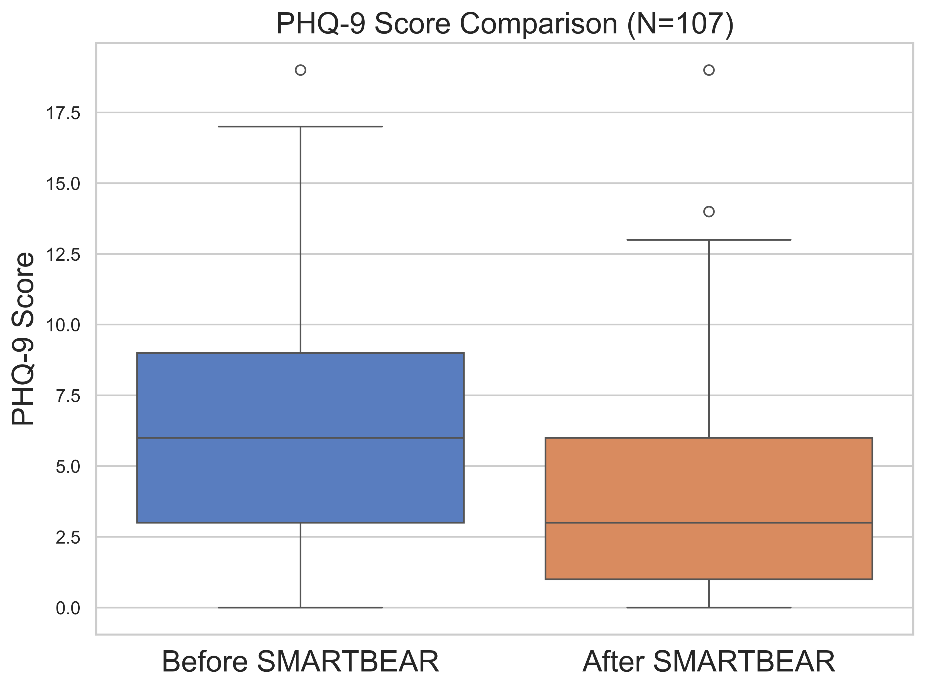 PHQ-9 Score Comparison (N=107)
PHQ-9 Score
17.5
15.0
12.5
10.0
7.5
5.0
2.5
0.0
Before SMARTBEAR
After SMARTBEAR